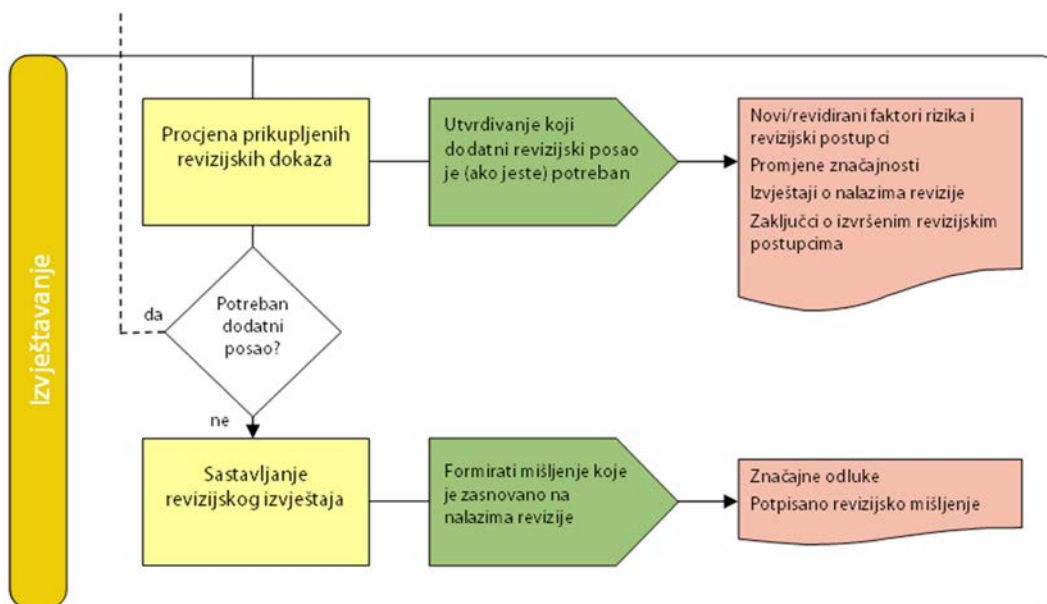 Izvještavanje
Procjena prikupljenih
revizijskih dokaza
Utvrdivanje koji
dodatni revizijski posao
je (ako jeste) potreban
Novi/revidirani faktori rizika i
revizijski postupci
Promjene značajnosti
Izvještaji o nalazima revizije
Zaključci o izvršenim revizijskim
postupcima
Potreban
dodatni
posao?
da
ne
Sastavljanje
revizijskog izvještaja
Formirati mišljenje koje
je zasnovano na
nalazima revizije
Značajne odluke
Potpisano revizijsko mišljenje